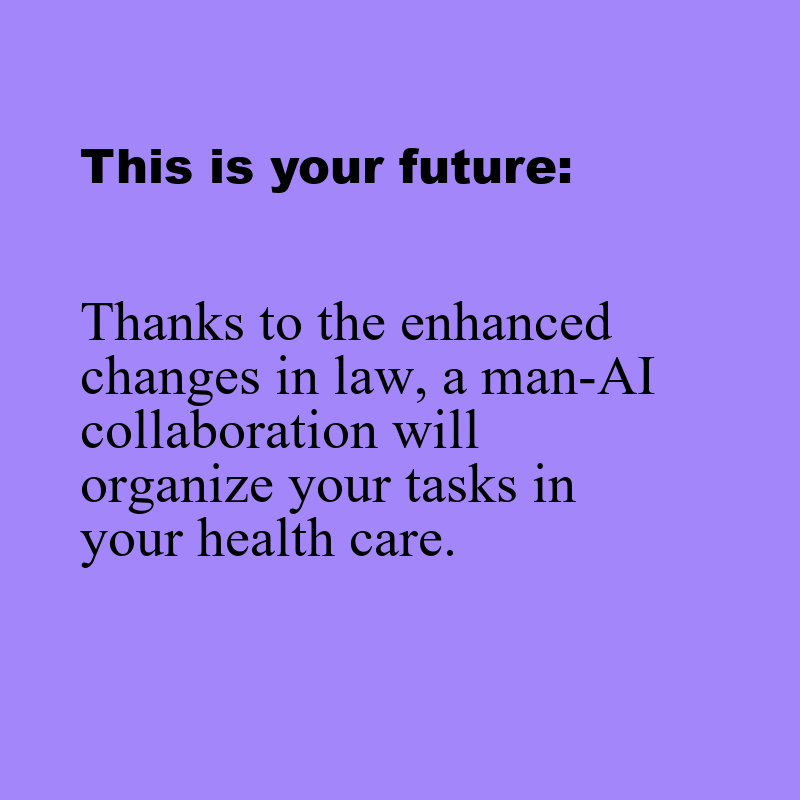 This is your future:
Thanks to the enhanced
changes in law, a man-AI
collaboration will
organize your tasks in
your health care.